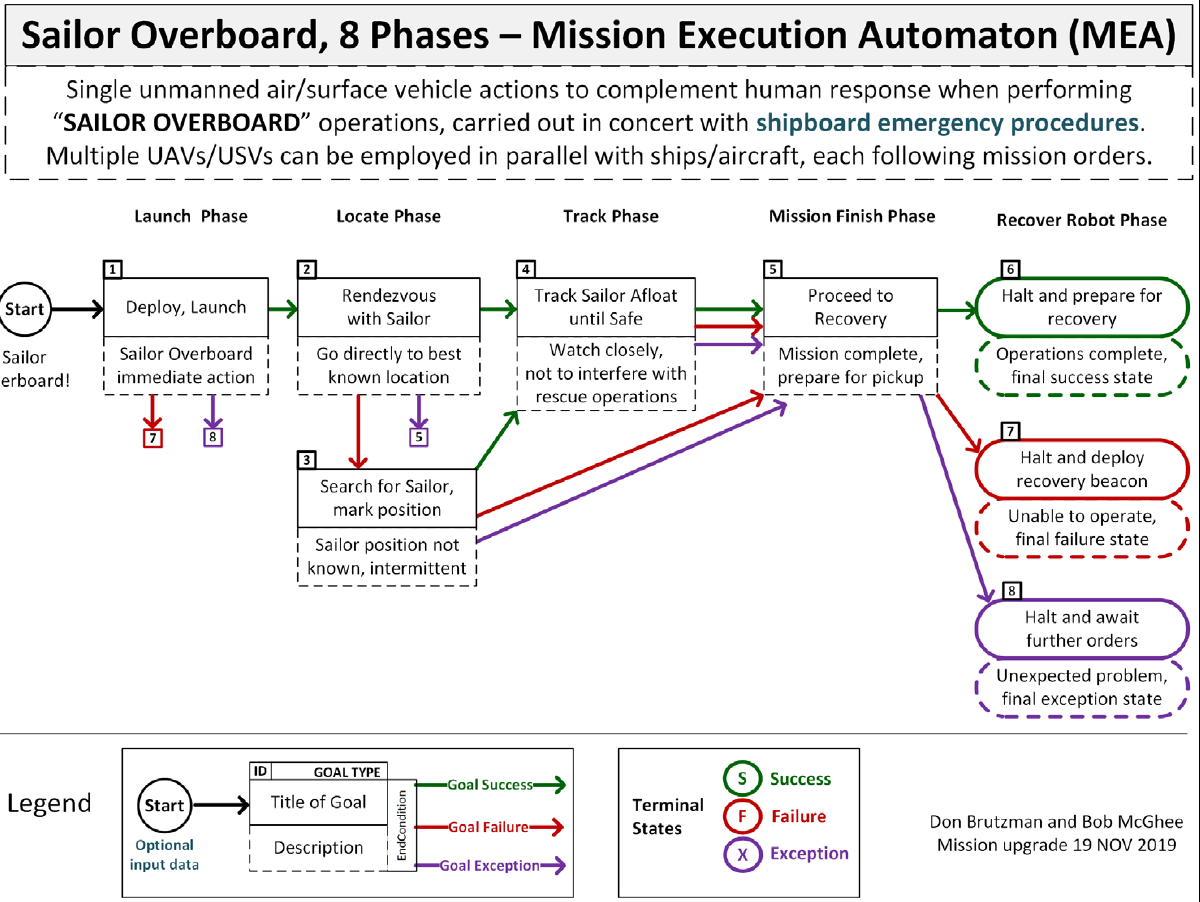 Sailor Overboard, 8 Phases – Mission Execution Automaton (MEA)
Single unmanned air/surface vehicle actions to complement human response when performing
“SAILOR OVERBOARD” operations, carried out in concert with shipboard emergency procedures.
Multiple UAVs/USVs can be employed in parallel with ships/aircraft, each following mission orders.
Launch Phase
Locate Phase
Track Phase
Mission Finish Phase
Recover Robot Phase
Start
Sailor
erboard!
1
Deploy, Launch
Sailor Overboard
immediate action
7
8
2
Rendezvous
with Sailor
Go directly to best
known location
5
3
Search for Sailor,
mark position
Sailor position not
known, intermittent
4
Track Sailor Afloat
until Safe
Watch closely,
not to interfere with
rescue operations
5
Proceed to
Recovery
Mission complete,
prepare for pickup
6
Halt and prepare for
recovery
Operations complete,
final success state
7
Halt and deploy
recovery beacon
Unable to operate,
final failure state
8
Halt and await
further orders
Unexpected problem,
final exception state
Legend
Start
Optional
input data
ID
GOAL TYPE
Title of Goal
Description
EndCondition
Goal Success
Goal Failure
Goal Exception
Terminal
States
S Success
F Failure
X Exception
Don Brutzman and Bob McGhee
Mission upgrade 19 NOV 2019